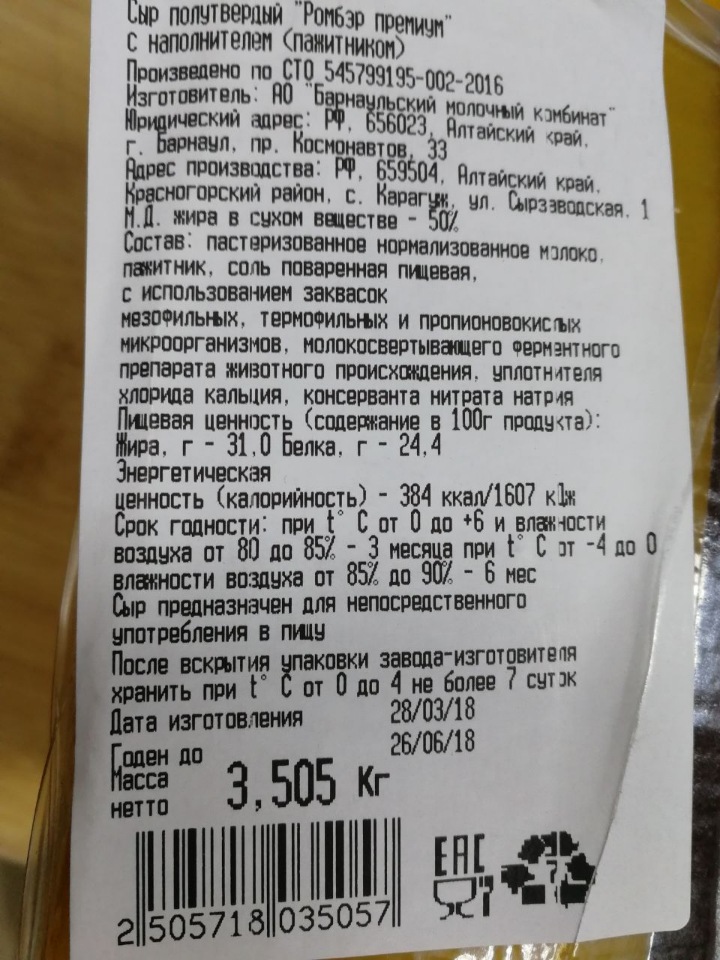 Сыр полутвердый "Ромбэр премиум"
с наполнителем (пажитником)
Произведено по СТО 545799195-002-2016
Изготовитель: АО "Барнаульский молочный комбинат"
Юридический адрес: РФ, 656023, Алтайский край,
г. Барнаул, пр. Космонавтов, 33
Адрес производства: РФ, 659504, Алтайский край,
Красногорский район, с. Карагуж, ул. Сырзаводская, 1
М.Д. жира в сухом веществе - 50%
Состав: пастеризованное нормализованное молоко,
пажитник, соль поваренная пищевая,
с использованием заквасок
мезофильных, термофильных и пропионовокислых
микроорганизмов, молокосвертывающего ферментного
препарата животного происхождения, уплотнителя
хлорида кальция, консерванта нитрата натрия
Пищевая ценность (содержание в 100г продукта):
Жира, г - 31,0 Белка, г - 24,4
Энергетическая
ценность (калорийность) - 384 ккал/1607 кДж
Срок годности: при t° С от 0 до +6 и влажности
воздуха от 80 до 85% - 3 месяца при t° С от -4 до 0
влажности воздуха от 85% до 90% - 6 мес
Сыр предназначен для непосредственного
употребления в пищу
После вскрытия упаковки завода-изготовителя
хранить при t° С от 0 до 4 не более 7 суток
Дата изготовления 28/03/18
Годен до 26/06/18
Масса нетто 3,505 Кг
EAC
7
2 505718 035057